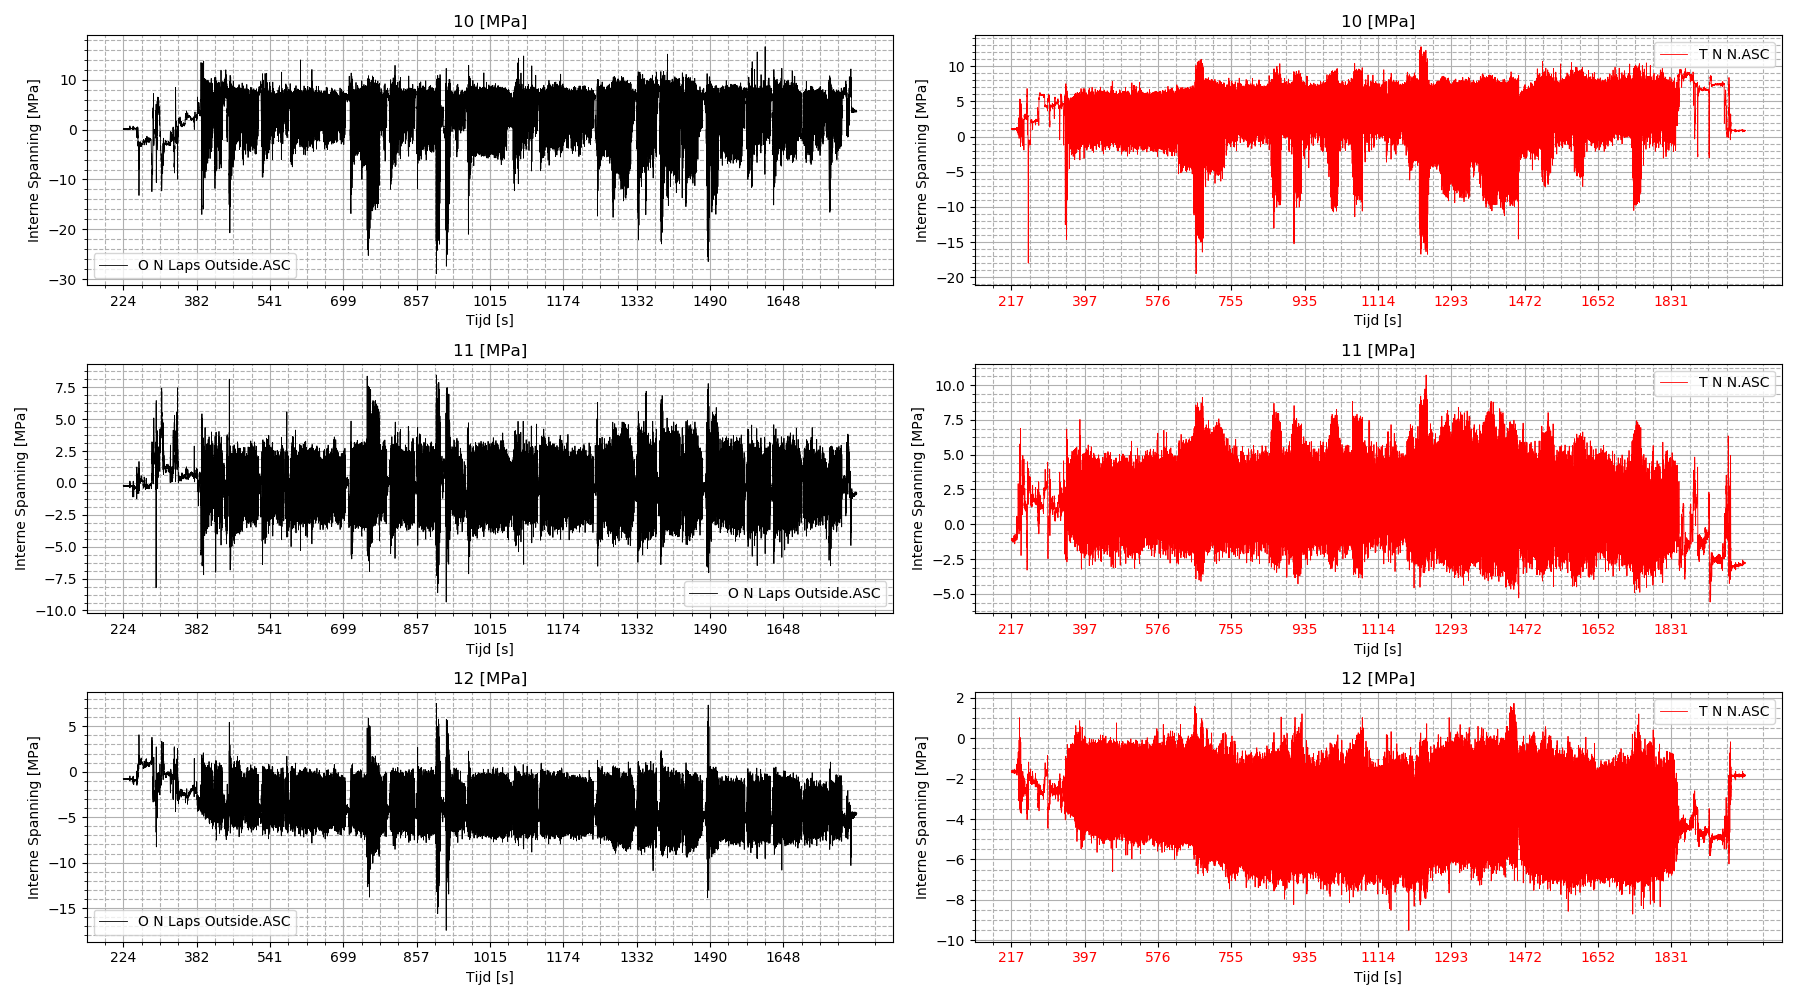 10 [MPa]
Interne Spanning [MPa]
10
0
−10
−20
−30
O N Laps Outside.ASC
224 382 541 699 857 1015 1174 1332 1490 1648
Tijd [s]
10 [MPa]
Interne Spanning [MPa]
10
5
0
−5
−10
−15
−20
T N N.ASC
217 397 576 755 935 1114 1293 1472 1652 1831
Tijd [s]
11 [MPa]
Interne Spanning [MPa]
7.5
5.0
2.5
0.0
−2.5
−5.0
−7.5
−10.0
O N Laps Outside.ASC
224 382 541 699 857 1015 1174 1332 1490 1648
Tijd [s]
11 [MPa]
Interne Spanning [MPa]
10.0
7.5
5.0
2.5
0.0
−2.5
−5.0
T N N.ASC
217 397 576 755 935 1114 1293 1472 1652 1831
Tijd [s]
12 [MPa]
Interne Spanning [MPa]
5
0
−5
−10
−15
O N Laps Outside.ASC
224 382 541 699 857 1015 1174 1332 1490 1648
Tijd [s]
12 [MPa]
Interne Spanning [MPa]
2
0
−2
−4
−6
−8
−10
T N N.ASC
217 397 576 755 935 1114 1293 1472 1652 1831
Tijd [s]